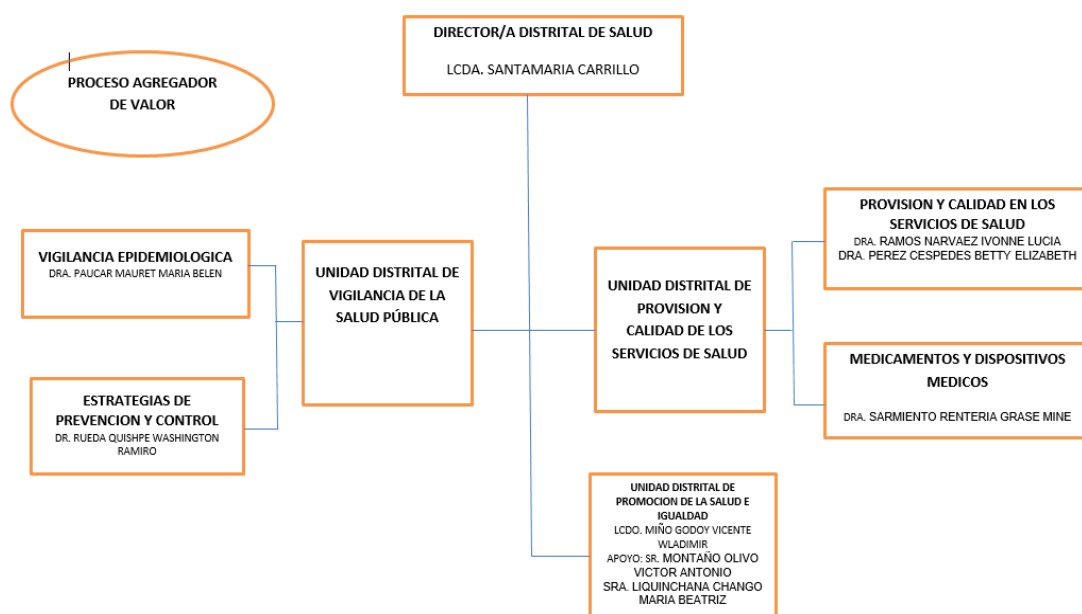 DIRECTOR/A DISTRITAL DE SALUD
LCDA. SANTAMARIA CARRILLO
PROCESO AGREGADOR
DE VALOR
VIGILANCIA EPIDEMIOLOGICA
DRA. PAUCAR MAURET MARIA BELEN
ESTRATEGIAS DE
PREVENCION Y CONTROL
DR. RUEDA QUISHPE WASHINGTON
RAMIRO
UNIDAD DISTRITAL DE
VIGILANCIA DE LA
SALUD PÚBLICA
UNIDAD DISTRITAL DE
PROVISION Y
CALIDAD DE LOS
SERVICIOS DE SALUD
PROVISION Y CALIDAD EN LOS
SERVICIOS DE SALUD
DRA. RAMOS NARVAEZ IVONNE LUCIA
DRA. PEREZ CESPEDES BETTY ELIZABETH
MEDICAMENTOS Y DISPOSITIVOS
MEDICOS
DRA. SARMIENTO RENTERIA GRASE MINE
UNIDAD DISTRITAL DE
PROMOCION DE LA SALUD E
IGUALDAD
LCDO. MIÑO GODOY VICENTE
WLADIMIR
APOYO: SR. MONTAÑO OLIVO
VICTOR ANTONIO
SRA. LIQUINCHANA CHANGO
MARIA BEATRIZ